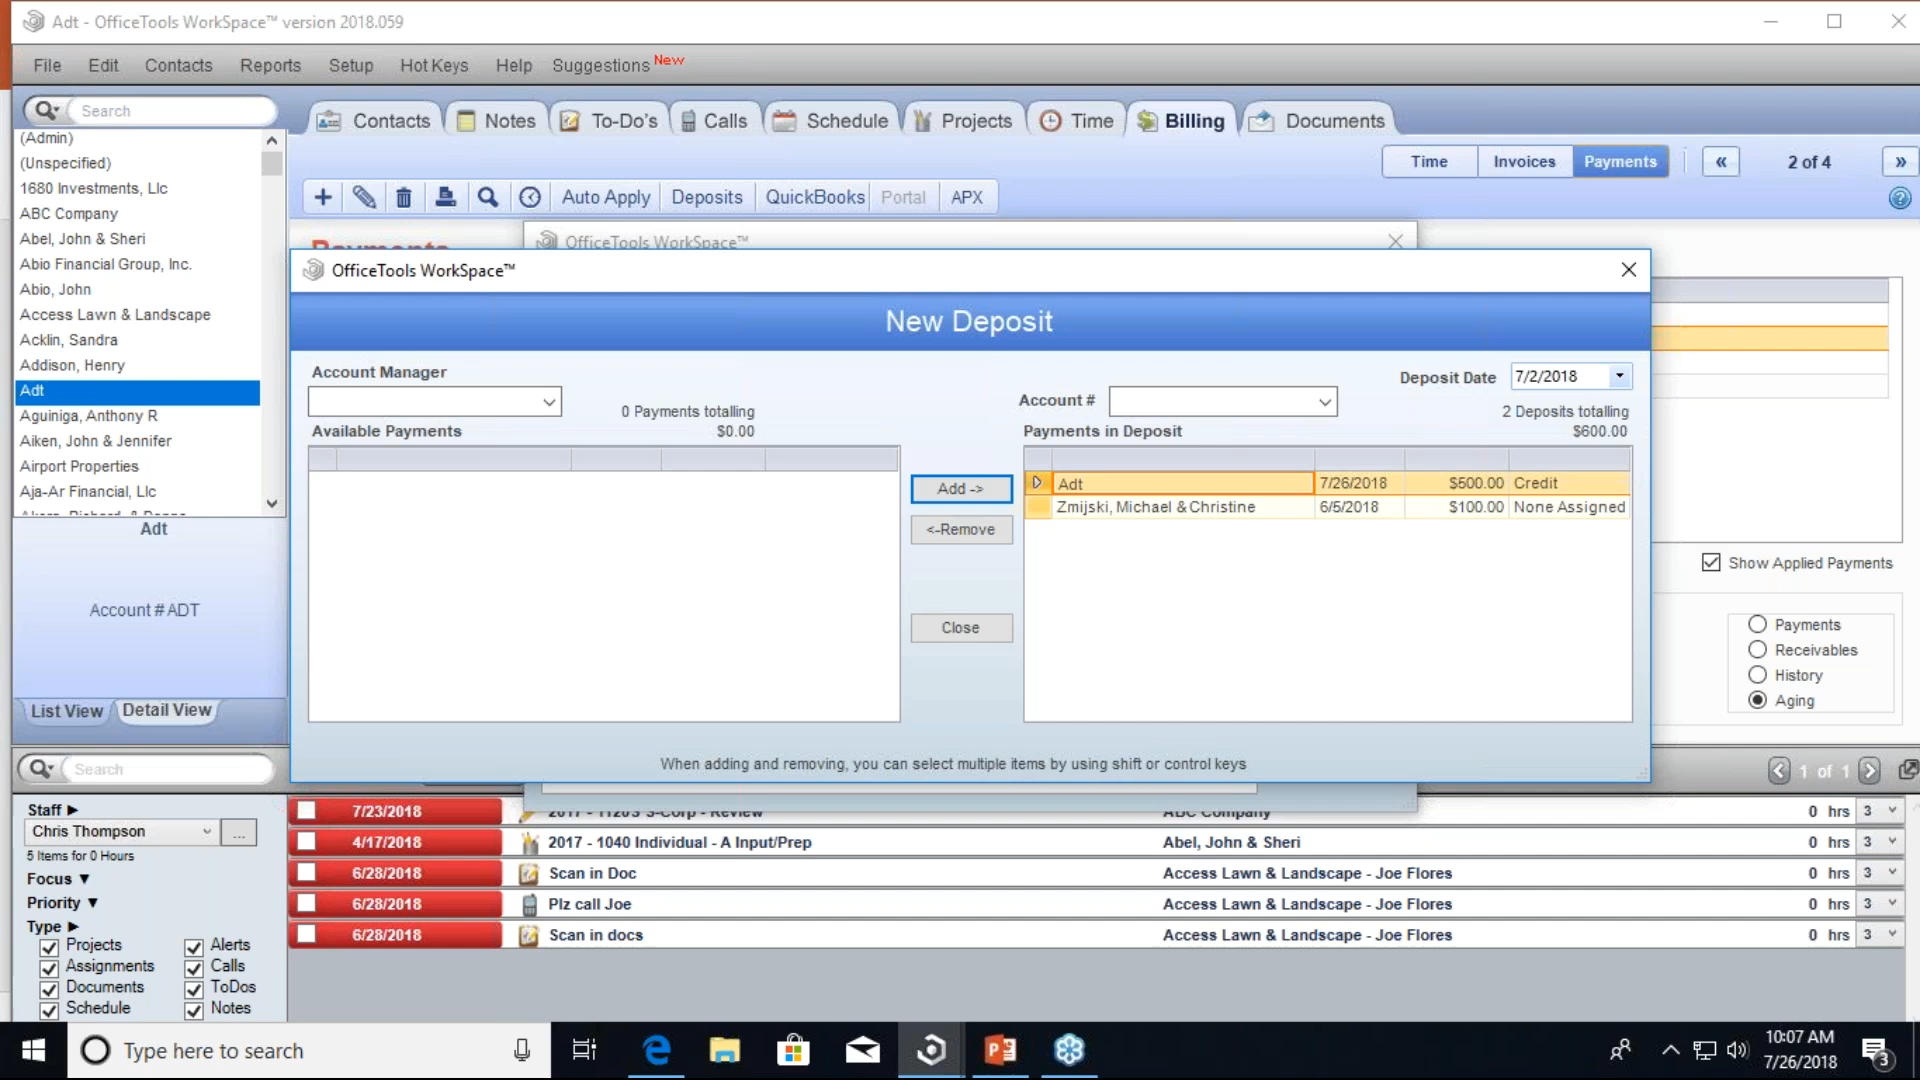 Adt - OfficeTools WorkSpace™ version 2018.059
File Edit Contacts Reports Setup Hot Keys Help Suggestions New
Search
Contacts Notes To-Do's Calls Schedule Projects Time Billing Documents
Time Invoices Payments « 2 of 4 »
Auto Apply Deposits QuickBooks Portal APX
(Admin)
(Unspecified)
1680 Investments, Llc
ABC Company
Abel, John & Sheri
Abio Financial Group, Inc.
Abio, John
Access Lawn & Landscape
Acklin, Sandra
Addison, Henry
Adt
Aguiniga, Anthony R
Aiken, John & Jennifer
Airport Properties
Aja-Ar Financial, Llc
Adt
Account # ADT
List View Detail View
Payments
OfficeTools WorkSpace™
OfficeTools WorkSpace™
New Deposit
Account Manager
0 Payments totalling
$0.00
Available Payments
Account #
Deposit Date 7/2/2018
2 Deposits totalling
$600.00
Payments in Deposit
Add ->
<-Remove
Close
Adt 7/26/2018 $500.00 Credit
Zmijski, Michael & Christine 6/5/2018 $100.00 None Assigned
When adding and removing, you can select multiple items by using shift or control keys
Show Applied Payments
Payments
Receivables
History
Aging
Search
1 of 1
Staff ▶
Chris Thompson ...
5 Items for 0 Hours
Focus ▼
Priority ▼
Type ▶
Projects Alerts
Assignments Calls
Documents ToDos
Schedule Notes
7/23/2018 2017 - 1120S S-Corp - Review ABC Company 0 hrs 3
4/17/2018 2017 - 1040 Individual - A Input/Prep Abel, John & Sheri 0 hrs 3
6/28/2018 Scan in Doc Access Lawn & Landscape - Joe Flores 0 hrs 3
6/28/2018 Plz call Joe Access Lawn & Landscape - Joe Flores 0 hrs 3
6/28/2018 Scan in docs Access Lawn & Landscape - Joe Flores 0 hrs 3
Type here to search
10:07 AM
7/26/2018
3